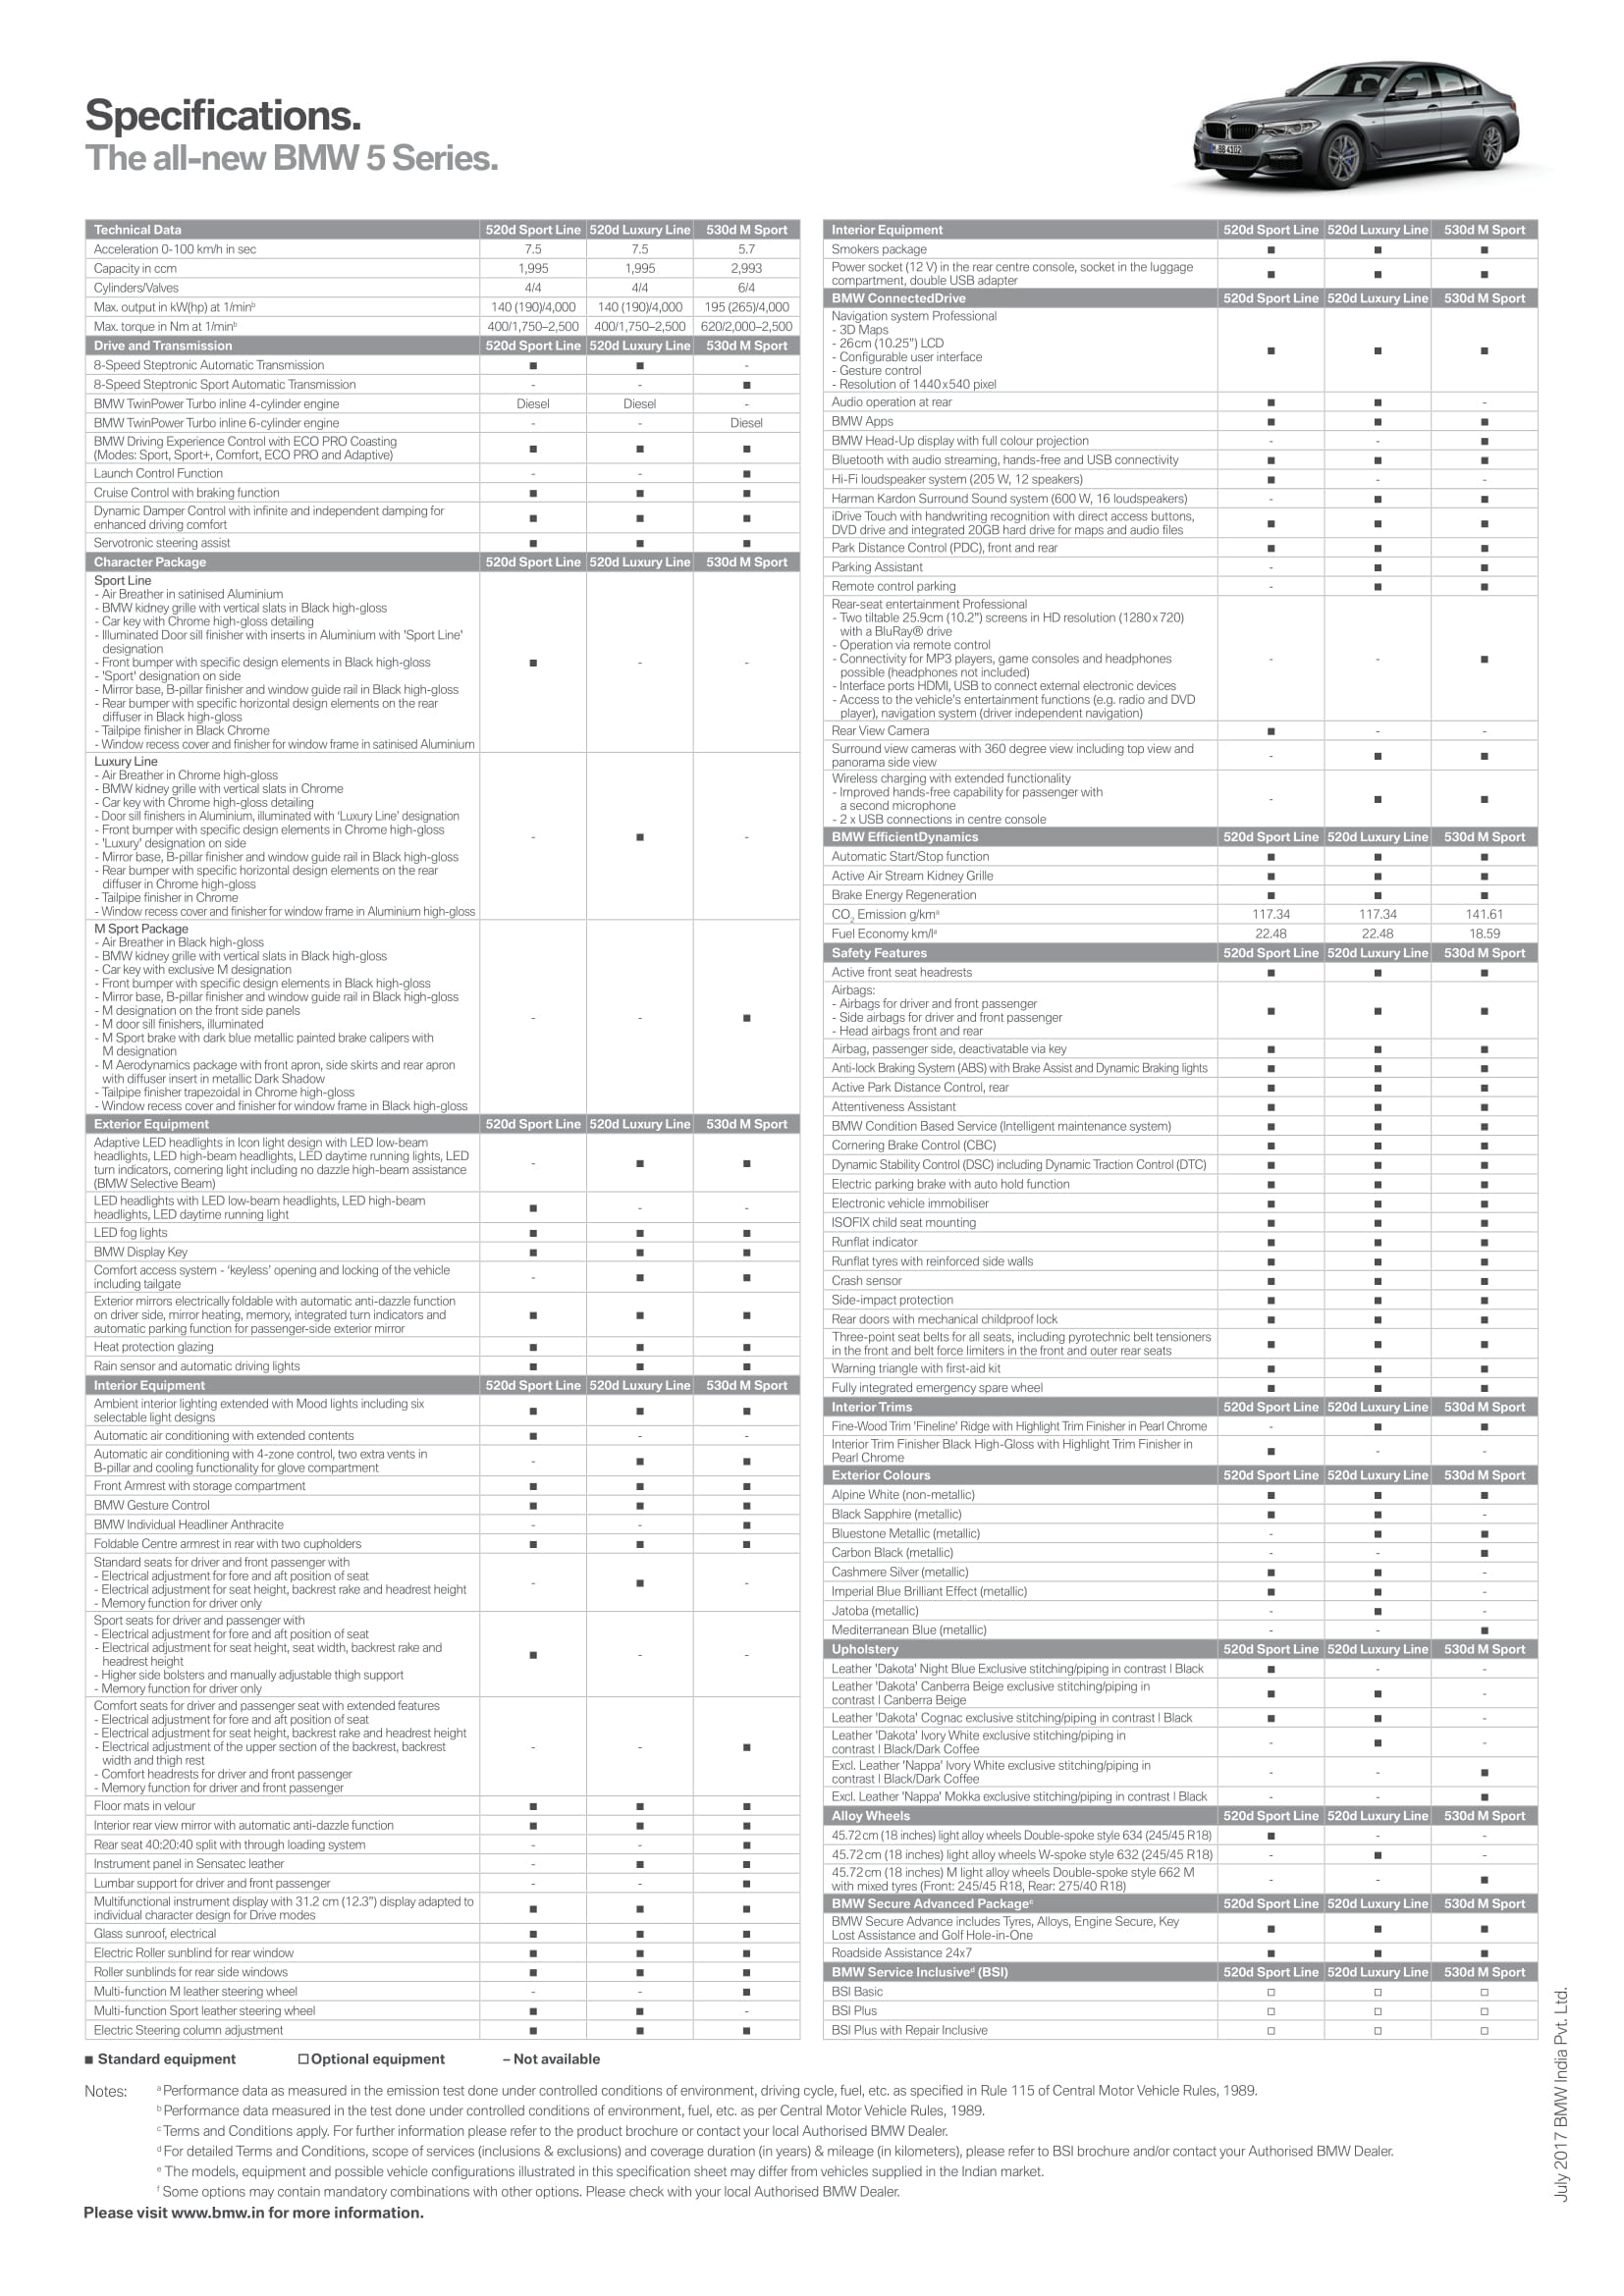 Specifications.
The all-new BMW 5 Series.
M BB 4102
Technical Data 520d Sport Line 520d Luxury Line 530d M Sport
Acceleration 0-100 km/h in sec 7.5 7.5 5.7
Capacity in ccm 1,995 1,995 2,993
Cylinders/Valves 4/4 4/4 6/4
Max. output in kW(hp) at 1/minᵇ 140 (190)/4,000 140 (190)/4,000 195 (265)/4,000
Max. torque in Nm at 1/minᵇ 400/1,750–2,500 400/1,750–2,500 620/2,000–2,500
Drive and Transmission 520d Sport Line 520d Luxury Line 530d M Sport
8-Speed Steptronic Automatic Transmission ■ ■ -
8-Speed Steptronic Sport Automatic Transmission - - ■
BMW TwinPower Turbo inline 4-cylinder engine Diesel Diesel -
BMW TwinPower Turbo inline 6-cylinder engine - - Diesel
BMW Driving Experience Control with ECO PRO Coasting
(Modes: Sport, Sport+, Comfort, ECO PRO and Adaptive) ■ ■ ■
Launch Control Function - - ■
Cruise Control with braking function ■ ■ ■
Dynamic Damper Control with infinite and independent damping for
enhanced driving comfort ■ ■ ■
Servotronic steering assist ■ ■ ■
Character Package 520d Sport Line 520d Luxury Line 530d M Sport
Sport Line
- Air Breather in satinised Aluminium
- BMW kidney grille with vertical slats in Black high-gloss
- Car key with Chrome high-gloss detailing
- Illuminated Door sill finisher with inserts in Aluminium with 'Sport Line'
designation
- Front bumper with specific design elements in Black high-gloss ■ - -
- 'Sport' designation on side
- Mirror base, B-pillar finisher and window guide rail in Black high-gloss
- Rear bumper with specific horizontal design elements on the rear
diffuser in Black high-gloss
- Tailpipe finisher in Black Chrome
- Window recess cover and finisher for window frame in satinised Aluminium
Luxury Line
- Air Breather in Chrome high-gloss
- BMW kidney grille with vertical slats in Chrome
- Car key with Chrome high-gloss detailing
- Door sill finishers in Aluminium, illuminated with ‘Luxury Line’ designation
- Front bumper with specific design elements in Chrome high-gloss
- 'Luxury' designation on side - ■ -
- Mirror base, B-pillar finisher and window guide rail in Black high-gloss
- Rear bumper with specific horizontal design elements on the rear
diffuser in Chrome high-gloss
- Tailpipe finisher in Chrome
- Window recess cover and finisher for window frame in Aluminium high-gloss
M Sport Package
- Air Breather in Black high-gloss
- BMW kidney grille with vertical slats in Black high-gloss
- Car key with exclusive M designation
- Front bumper with specific design elements in Black high-gloss
- Mirror base, B-pillar finisher and window guide rail in Black high-gloss
- M designation on the front side panels
- M door sill finishers, illuminated - - ■
- M Sport brake with dark blue metallic painted brake calipers with
M designation
- M Aerodynamics package with front apron, side skirts and rear apron
with diffuser insert in metallic Dark Shadow
- Tailpipe finisher trapezoidal in Chrome high-gloss
- Window recess cover and finisher for window frame in Black high-gloss
Exterior Equipment 520d Sport Line 520d Luxury Line 530d M Sport
Adaptive LED headlights in Icon light design with LED low-beam
headlights, LED high-beam headlights, LED daytime running lights, LED
turn indicators, cornering light including no dazzle high-beam assistance
(BMW Selective Beam) - ■ ■
LED headlights with LED low-beam headlights, LED high-beam
headlights, LED daytime running light ■ - -
LED fog lights ■ ■ ■
BMW Display Key ■ ■ ■
Comfort access system - ‘keyless’ opening and locking of the vehicle
including tailgate - ■ ■
Exterior mirrors electrically foldable with automatic anti-dazzle function
on driver side, mirror heating, memory, integrated turn indicators and
automatic parking function for passenger-side exterior mirror ■ ■ ■
Heat protection glazing ■ ■ ■
Rain sensor and automatic driving lights ■ ■ ■
Interior Equipment 520d Sport Line 520d Luxury Line 530d M Sport
Ambient interior lighting extended with Mood lights including six
selectable light designs ■ ■ ■
Automatic air conditioning with extended contents ■ - -
Automatic air conditioning with 4-zone control, two extra vents in
B-pillar and cooling functionality for glove compartment - ■ ■
Front Armrest with storage compartment ■ ■ ■
BMW Gesture Control ■ ■ ■
BMW Individual Headliner Anthracite - - ■
Foldable Centre armrest in rear with two cupholders ■ ■ ■
Standard seats for driver and front passenger with
- Electrical adjustment for fore and aft position of seat
- Electrical adjustment for seat height, backrest rake and headrest height - ■ -
- Memory function for driver only
Sport seats for driver and passenger with
- Electrical adjustment for fore and aft position of seat
- Electrical adjustment for seat height, seat width, backrest rake and
headrest height ■ - -
- Higher side bolsters and manually adjustable thigh support
- Memory function for driver only
Comfort seats for driver and passenger seat with extended features
- Electrical adjustment for fore and aft position of seat
- Electrical adjustment for seat height, backrest rake and headrest height
- Electrical adjustment of the upper section of the backrest, backrest - - ■
width and thigh rest
- Comfort headrests for driver and front passenger
- Memory function for driver and front passenger
Floor mats in velour ■ ■ ■
Interior rear view mirror with automatic anti-dazzle function ■ ■ ■
Rear seat 40:20:40 split with through loading system - - ■
Instrument panel in Sensatec leather - ■ ■
Lumbar support for driver and front passenger - - ■
Multifunctional instrument display with 31.2 cm (12.3”) display adapted to
individual character design for Drive modes ■ ■ ■
Glass sunroof, electrical ■ ■ ■
Electric Roller sunblind for rear window ■ ■ ■
Roller sunblinds for rear side windows ■ ■ ■
Multi-function M leather steering wheel - - ■
Multi-function Sport leather steering wheel ■ ■ -
Electric Steering column adjustment ■ ■ ■
Interior Equipment 520d Sport Line 520d Luxury Line 530d M Sport
Smokers package ■ ■ ■
Power socket (12 V) in the rear centre console, socket in the luggage
compartment, double USB adapter ■ ■ ■
BMW ConnectedDrive 520d Sport Line 520d Luxury Line 530d M Sport
Navigation system Professional
- 3D Maps
- 26cm (10.25”) LCD
- Configurable user interface ■ ■ ■
- Gesture control
- Resolution of 1440x540 pixel
Audio operation at rear ■ ■ -
BMW Apps ■ ■ ■
BMW Head-Up display with full colour projection - - ■
Bluetooth with audio streaming, hands-free and USB connectivity ■ ■ ■
Hi-Fi loudspeaker system (205 W, 12 speakers) ■ - -
Harman Kardon Surround Sound system (600 W, 16 loudspeakers) - ■ ■
iDrive Touch with handwriting recognition with direct access buttons,
DVD drive and integrated 20GB hard drive for maps and audio files ■ ■ ■
Park Distance Control (PDC), front and rear ■ ■ ■
Parking Assistant - ■ ■
Remote control parking - ■ ■
Rear-seat entertainment Professional
- Two tiltable 25.9cm (10.2”) screens in HD resolution (1280x720)
with a BluRay® drive
- Operation via remote control
- Connectivity for MP3 players, game consoles and headphones - - ■
possible (headphones not included)
- Interface ports HDMI, USB to connect external electronic devices
- Access to the vehicle’s entertainment functions (e.g. radio and DVD
player), navigation system (driver independent navigation)
Rear View Camera ■ - -
Surround view cameras with 360 degree view including top view and
panorama side view - ■ ■
Wireless charging with extended functionality
- Improved hands-free capability for passenger with
a second microphone - ■ ■
- 2 x USB connections in centre console
BMW EfficientDynamics 520d Sport Line 520d Luxury Line 530d M Sport
Automatic Start/Stop function ■ ■ ■
Active Air Stream Kidney Grille ■ ■ ■
Brake Energy Regeneration ■ ■ ■
CO₂ Emission g/kmᵃ 117.34 117.34 141.61
Fuel Economy km/lᵃ 22.48 22.48 18.59
Safety Features 520d Sport Line 520d Luxury Line 530d M Sport
Active front seat headrests ■ ■ ■
Airbags:
- Airbags for driver and front passenger
- Side airbags for driver and front passenger ■ ■ ■
- Head airbags front and rear
Airbag, passenger side, deactivatable via key ■ ■ ■
Anti-lock Braking System (ABS) with Brake Assist and Dynamic Braking lights ■ ■ ■
Active Park Distance Control, rear ■ ■ ■
Attentiveness Assistant ■ ■ ■
BMW Condition Based Service (Intelligent maintenance system) ■ ■ ■
Cornering Brake Control (CBC) ■ ■ ■
Dynamic Stability Control (DSC) including Dynamic Traction Control (DTC) ■ ■ ■
Electric parking brake with auto hold function ■ ■ ■
Electronic vehicle immobiliser ■ ■ ■
ISOFIX child seat mounting ■ ■ ■
Runflat indicator ■ ■ ■
Runflat tyres with reinforced side walls ■ ■ ■
Crash sensor ■ ■ ■
Side-impact protection ■ ■ ■
Rear doors with mechanical childproof lock ■ ■ ■
Three-point seat belts for all seats, including pyrotechnic belt tensioners
in the front and belt force limiters in the front and outer rear seats ■ ■ ■
Warning triangle with first-aid kit ■ ■ ■
Fully integrated emergency spare wheel ■ ■ ■
Interior Trims 520d Sport Line 520d Luxury Line 530d M Sport
Fine-Wood Trim 'Fineline' Ridge with Highlight Trim Finisher in Pearl Chrome - ■ ■
Interior Trim Finisher Black High-Gloss with Highlight Trim Finisher in
Pearl Chrome ■ - -
Exterior Colours 520d Sport Line 520d Luxury Line 530d M Sport
Alpine White (non-metallic) ■ ■ ■
Black Sapphire (metallic) ■ ■ -
Bluestone Metallic (metallic) - ■ ■
Carbon Black (metallic) - - ■
Cashmere Silver (metallic) ■ ■ -
Imperial Blue Brilliant Effect (metallic) ■ ■ -
Jatoba (metallic) - ■ -
Mediterranean Blue (metallic) - - ■
Upholstery 520d Sport Line 520d Luxury Line 530d M Sport
Leather 'Dakota' Night Blue Exclusive stitching/piping in contrast | Black ■ - -
Leather 'Dakota' Canberra Beige exclusive stitching/piping in
contrast | Canberra Beige ■ ■ -
Leather 'Dakota' Cognac exclusive stitching/piping in contrast | Black ■ ■ -
Leather 'Dakota' Ivory White exclusive stitching/piping in
contrast | Black/Dark Coffee - ■ -
Excl. Leather 'Nappa' Ivory White exclusive stitching/piping in
contrast | Black/Dark Coffee - - ■
Excl. Leather 'Nappa' Mokka exclusive stitching/piping in contrast | Black - - ■
Alloy Wheels 520d Sport Line 520d Luxury Line 530d M Sport
45.72cm (18 inches) light alloy wheels Double-spoke style 634 (245/45 R18) ■ - -
45.72cm (18 inches) light alloy wheels W-spoke style 632 (245/45 R18) - ■ -
45.72cm (18 inches) M light alloy wheels Double-spoke style 662 M
with mixed tyres (Front: 245/45 R18, Rear: 275/40 R18) - - ■
BMW Secure Advanced Packageᶜ 520d Sport Line 520d Luxury Line 530d M Sport
BMW Secure Advance includes Tyres, Alloys, Engine Secure, Key
Lost Assistance and Golf Hole-in-One ■ ■ ■
Roadside Assistance 24x7 ■ ■ ■
BMW Service Inclusiveᵈ (BSI) 520d Sport Line 520d Luxury Line 530d M Sport
BSI Basic □ □ □
BSI Plus □ □ □
BSI Plus with Repair Inclusive □ □ □
■ Standard equipment □ Optional equipment – Not available
Notes: ᵃ Performance data as measured in the emission test done under controlled conditions of environment, driving cycle, fuel, etc. as specified in Rule 115 of Central Motor Vehicle Rules, 1989.
ᵇ Performance data measured in the test done under controlled conditions of environment, fuel, etc. as per Central Motor Vehicle Rules, 1989.
ᶜ Terms and Conditions apply. For further information please refer to the product brochure or contact your local Authorised BMW Dealer.
ᵈ For detailed Terms and Conditions, scope of services (inclusions & exclusions) and coverage duration (in years) & mileage (in kilometers), please refer to BSI brochure and/or contact your Authorised BMW Dealer.
ᵉ The models, equipment and possible vehicle configurations illustrated in this specification sheet may differ from vehicles supplied in the Indian market.
ᶠ Some options may contain mandatory combinations with other options. Please check with your local Authorised BMW Dealer.
Please visit www.bmw.in for more information.
July 2017 BMW India Pvt. Ltd.